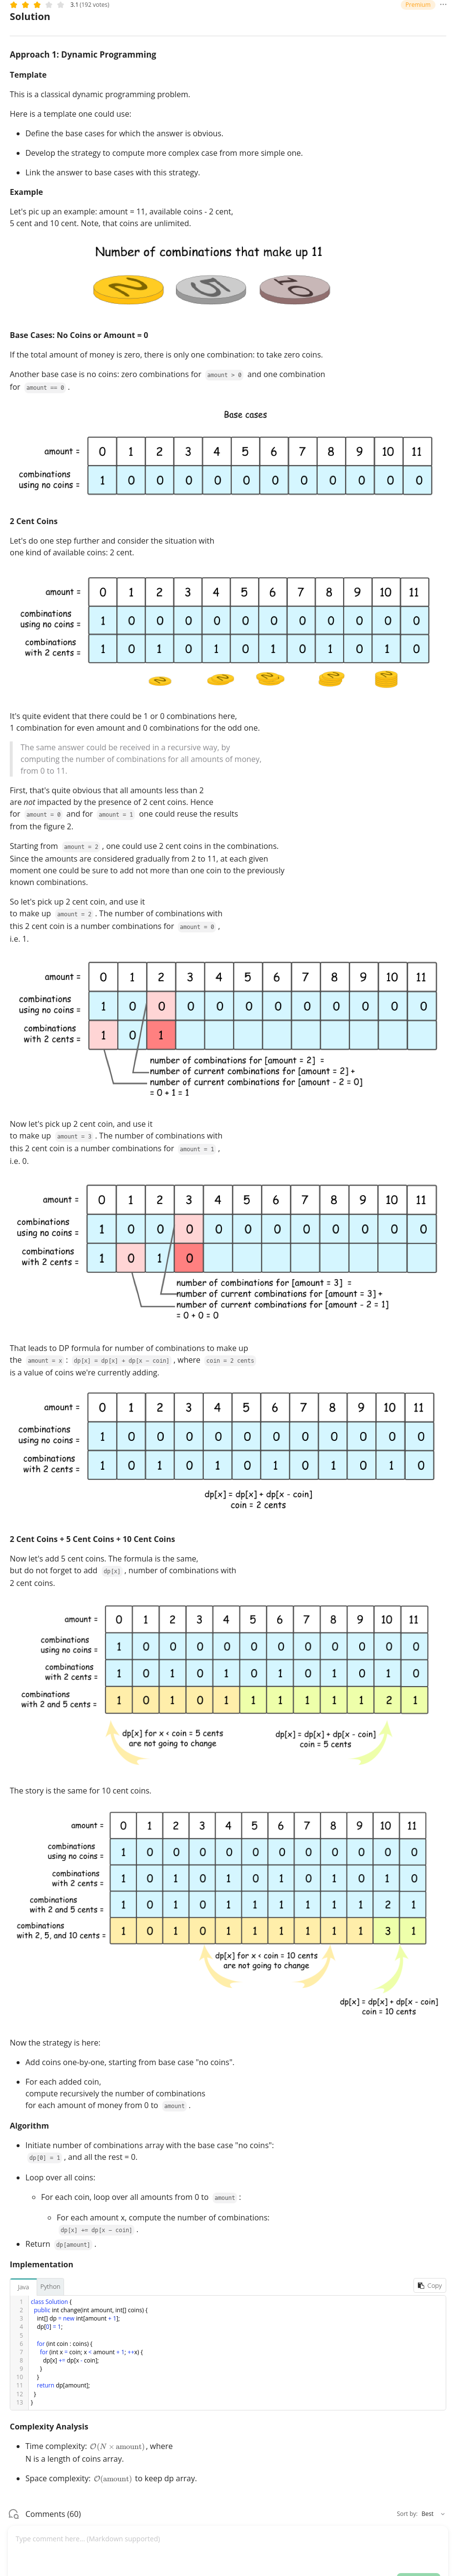 3.1 (192 votes)
Premium
Solution
Approach 1: Dynamic Programming
Template
This is a classical dynamic programming problem.
Here is a template one could use:
• Define the base cases for which the answer is obvious.
• Develop the strategy to compute more complex case from more simple one.
• Link the answer to base cases with this strategy.
Example
Let's pic up an example: amount = 11, available coins - 2 cent,
5 cent and 10 cent. Note, that coins are unlimited.
Number of combinations that make up 11
2 5 10
Base Cases: No Coins or Amount = 0
If the total amount of money is zero, there is only one combination: to take zero coins.
Another base case is no coins: zero combinations for amount > 0 and one combination
for amount == 0 .
Base cases
amount = 0 1 2 3 4 5 6 7 8 9 10 11
combinations
using no coins = 1 0 0 0 0 0 0 0 0 0 0 0
2 Cent Coins
Let's do one step further and consider the situation with
one kind of available coins: 2 cent.
amount = 0 1 2 3 4 5 6 7 8 9 10 11
combinations
using no coins = 1 0 0 0 0 0 0 0 0 0 0 0
combinations
with 2 cents = 1 0 1 0 1 0 1 0 1 0 1 0
2 2 2 2 2
It's quite evident that there could be 1 or 0 combinations here,
1 combination for even amount and 0 combinations for the odd one.
The same answer could be received in a recursive way, by
computing the number of combinations for all amounts of money,
from 0 to 11.
First, that's quite obvious that all amounts less than 2
are not impacted by the presence of 2 cent coins. Hence
for amount = 0 and for amount = 1 one could reuse the results
from the figure 2.
Starting from amount = 2 , one could use 2 cent coins in the combinations.
Since the amounts are considered gradually from 2 to 11, at each given
moment one could be sure to add not more than one coin to the previously
known combinations.
So let's pick up 2 cent coin, and use it
to make up amount = 2 . The number of combinations with
this 2 cent coin is a number combinations for amount = 0 ,
i.e. 1.
amount = 0 1 2 3 4 5 6 7 8 9 10 11
combinations
using no coins = 1 0 0 0 0 0 0 0 0 0 0 0
combinations
with 2 cents = 1 0 1
number of combinations for [amount = 2] =
number of current combinations for [amount = 2] +
number of current combinations for [amount - 2 = 0]
= 0 + 1 = 1
Now let's pick up 2 cent coin, and use it
to make up amount = 3 . The number of combinations with
this 2 cent coin is a number combinations for amount = 1 ,
i.e. 0.
amount = 0 1 2 3 4 5 6 7 8 9 10 11
combinations
using no coins = 1 0 0 0 0 0 0 0 0 0 0 0
combinations
with 2 cents = 1 0 1 0
number of combinations for [amount = 3] =
number of current combinations for [amount = 3] +
number of current combinations for [amount - 2 = 1]
= 0 + 0 = 0
That leads to DP formula for number of combinations to make up
the amount = x : dp[x] = dp[x] + dp[x - coin] , where coin = 2 cents
is a value of coins we're currently adding.
amount = 0 1 2 3 4 5 6 7 8 9 10 11
combinations
using no coins = 1 0 0 0 0 0 0 0 0 0 0 0
combinations
with 2 cents = 1 0 1 0 1 0 1 0 1 0 1 0
dp[x] = dp[x] + dp[x - coin]
coin = 2 cents
2 Cent Coins + 5 Cent Coins + 10 Cent Coins
Now let's add 5 cent coins. The formula is the same,
but do not forget to add dp[x] , number of combinations with
2 cent coins.
amount = 0 1 2 3 4 5 6 7 8 9 10 11
combinations
using no coins = 1 0 0 0 0 0 0 0 0 0 0 0
combinations
with 2 cents = 1 0 1 0 1 0 1 0 1 0 1 0
combinations
with 2 and 5 cents = 1 0 1 0 1 1 1 1 1 1 2 1
dp[x] for x < coin = 5 cents
are not going to change
dp[x] = dp[x] + dp[x - coin]
coin = 5 cents
The story is the same for 10 cent coins.
amount = 0 1 2 3 4 5 6 7 8 9 10 11
combinations
using no coins = 1 0 0 0 0 0 0 0 0 0 0 0
combinations
with 2 cents = 1 0 1 0 1 0 1 0 1 0 1 0
combinations
with 2 and 5 cents = 1 0 1 0 1 1 1 1 1 1 2 1
combinations
with 2, 5, and 10 cents = 1 0 1 0 1 1 1 1 1 1 3 1
dp[x] for x < coin = 10 cents
are not going to change
dp[x] = dp[x] + dp[x - coin]
coin = 10 cents
Now the strategy is here:
• Add coins one-by-one, starting from base case "no coins".
• For each added coin,
compute recursively the number of combinations
for each amount of money from 0 to amount .
Algorithm
• Initiate number of combinations array with the base case "no coins":
dp[0] = 1 , and all the rest = 0.
• Loop over all coins:
◦ For each coin, loop over all amounts from 0 to amount :
▪ For each amount x, compute the number of combinations:
dp[x] += dp[x - coin] .
• Return dp[amount] .
Implementation
Java Python Copy
1 class Solution {
2 public int change(int amount, int[] coins) {
3 int[] dp = new int[amount + 1];
4 dp[0] = 1;
5
6 for (int coin : coins) {
7 for (int x = coin; x < amount + 1; ++x) {
8 dp[x] += dp[x - coin];
9 }
10 }
11 return dp[amount];
12 }
13 }
Complexity Analysis
• Time complexity: O(N × amount), where
N is a length of coins array.
• Space complexity: O(amount) to keep dp array.
Comments (60)
Sort by: Best
Type comment here... (Markdown supported)